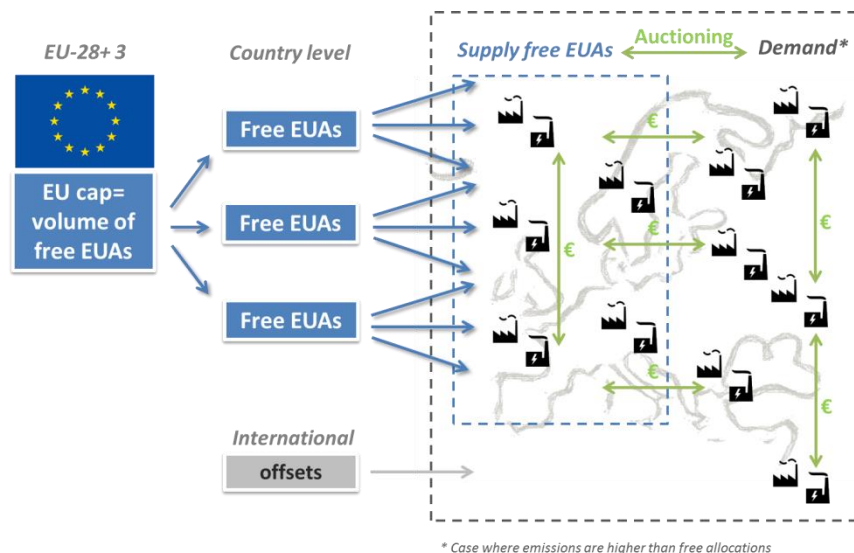 EU-28+ 3
Country level
Supply free EUAs
Auctioning
Demand*
EU cap=
volume of
free EUAs
Free EUAs
Free EUAs
Free EUAs
€
€
€
€
€
€
International
offsets
* Case where emissions are hiaher than free allocations